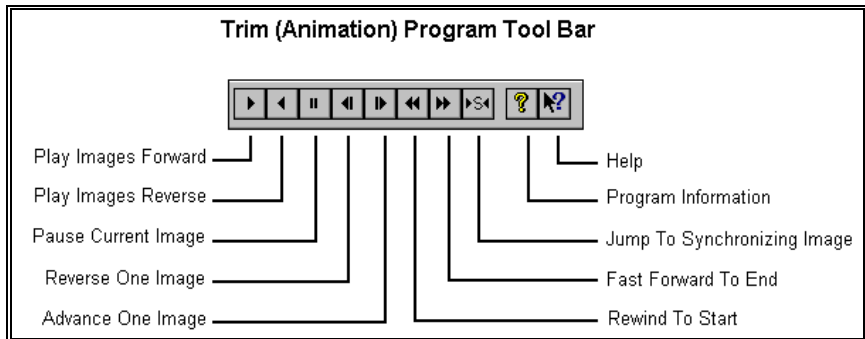 Trim (Animation) Program Tool Bar
S
? ?
Play Images Forward
Play Images Reverse
Pause Current Image
Reverse One Image
Advance One Image
Help
Program Information
Jump To Synchronizing Image
Fast Forward To End
Rewind To Start